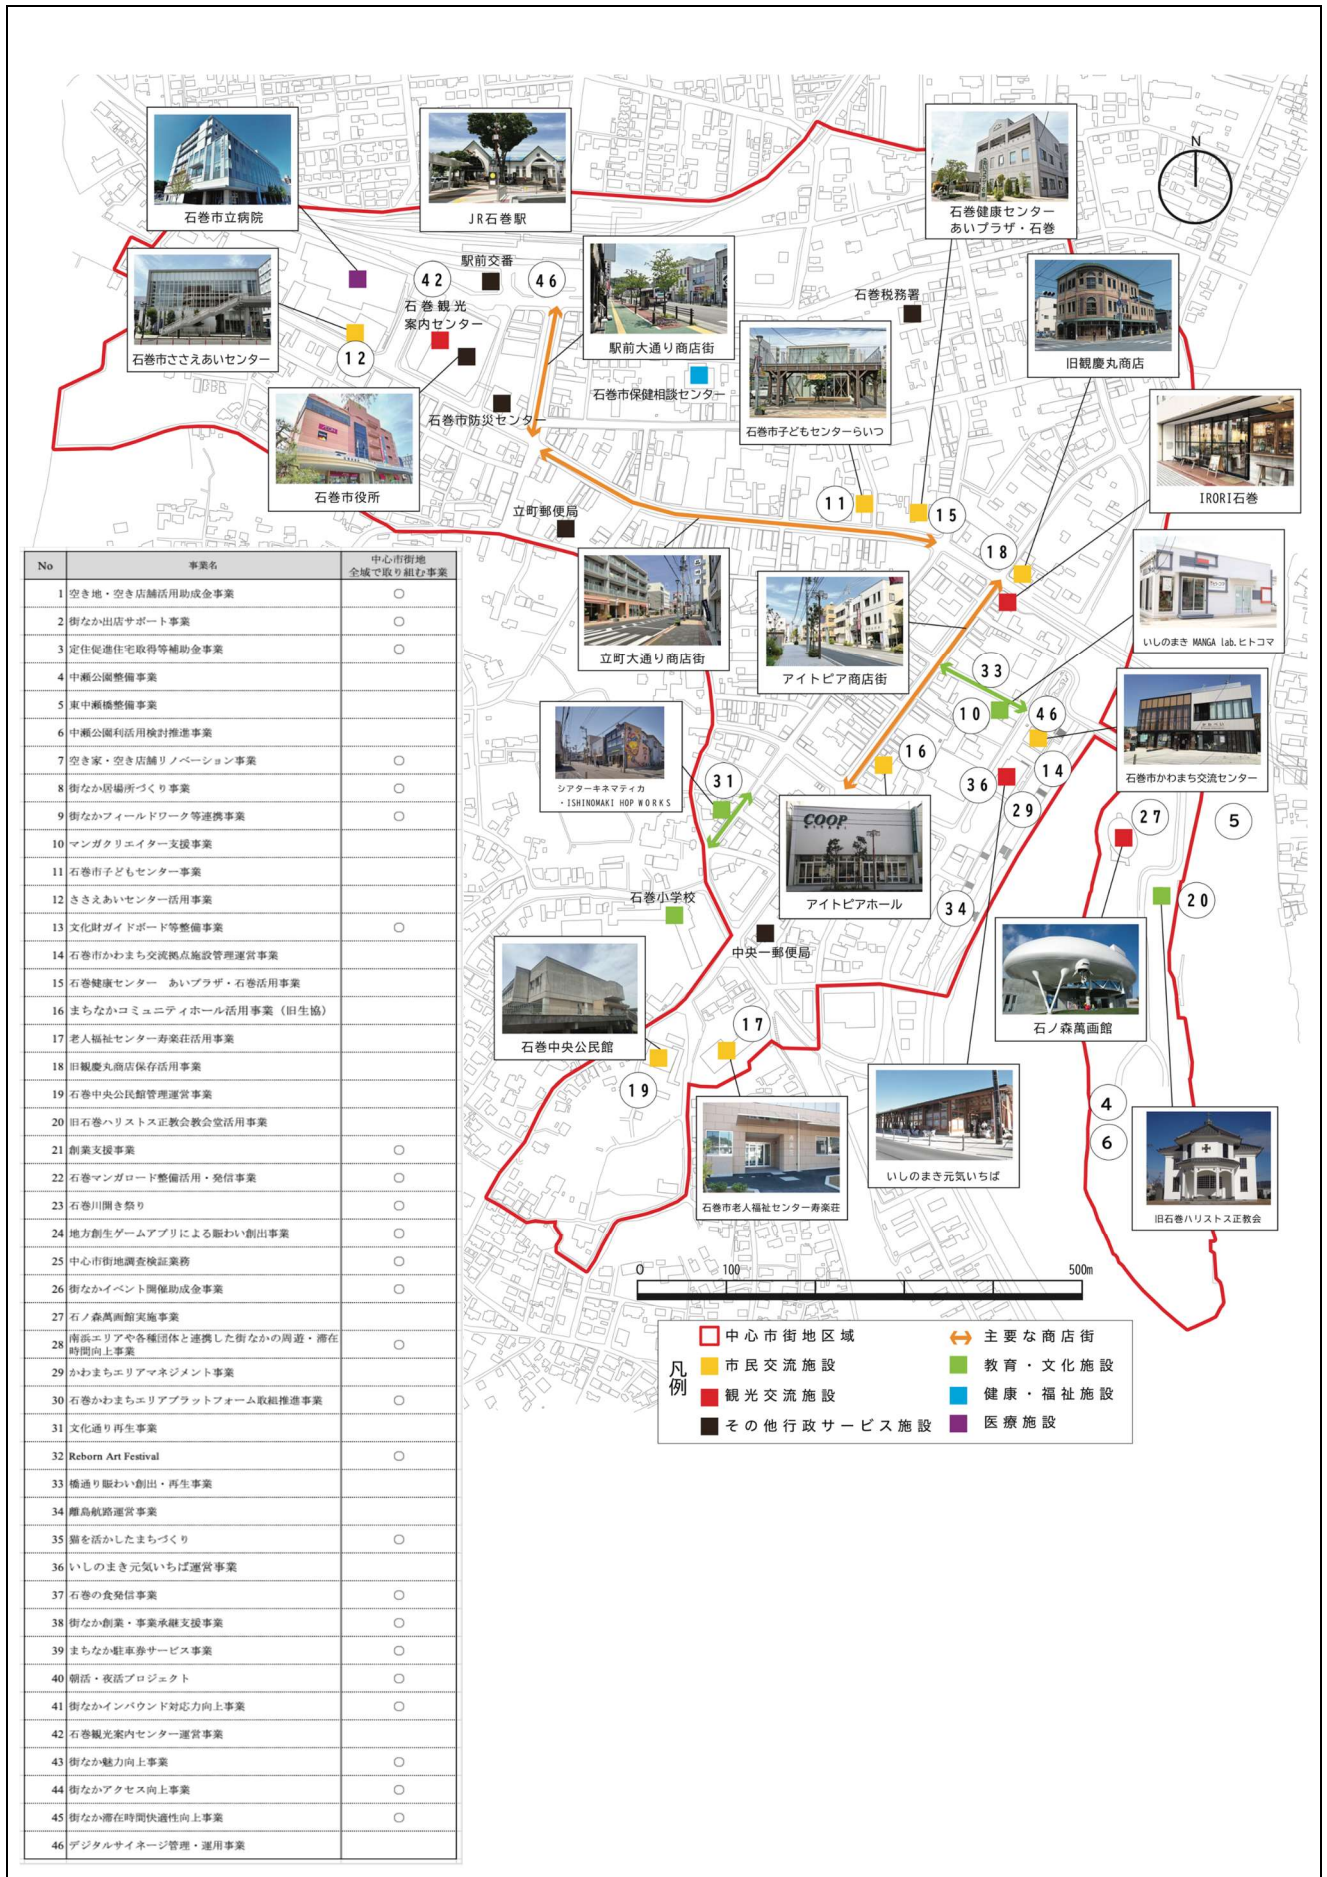 N
石巻市立病院
JR石巻駅
石巻健康センター
あいプラザ・石巻
石巻市ささえあいセンター
駅前交番
42
46
石巻観光
案内センター
12
駅前大通り商店街
石巻税務署
旧観慶丸商店
石巻市保健相談センター
石巻市防災センター
石巻市子どもセンターらいつ
石巻市役所
IRORI石巻
立町郵便局
11
15
18
いしのまき MANGA lab.ヒトコマ
立町大通り商店街
アイトピア商店街
33
10
46
石巻市かわまち交流センター
シアターキネマティカ
・ISHINOMAKI HOP WORKS
31
16
36
14
29
27
5
COOP
アイトピアホール
石巻小学校
34
20
中央一郵便局
石ノ森萬画館
石巻中央公民館
17
19
いしのまき元気いちば
4
6
石巻市老人福祉センター寿楽荘
旧石巻ハリストス正教会
0 100 500m
凡例
中心市街地区域
主要な商店街
市民交流施設
教育・文化施設
観光交流施設
健康・福祉施設
その他行政サービス施設
医療施設
No 事業名 中心市街地
全域で取り組む事業
1 空き地・空き店舗活用助成金事業 〇
2 街なか出店サポート事業 〇
3 定住促進住宅取得等補助金事業 〇
4 中瀬公園整備事業
5 東中瀬橋整備事業
6 中瀬公園利活用検討推進事業
7 空き家・空き店舗リノベーション事業 〇
8 街なか居場所づくり事業 〇
9 街なかフィールドワーク等連携事業 〇
10 マンガクリエイター支援事業
11 石巻市子どもセンター事業
12 ささえあいセンター活用事業
13 文化財ガイドボード等整備事業 〇
14 石巻市かわまち交流拠点施設管理運営事業
15 石巻健康センター　あいプラザ・石巻活用事業
16 まちなかコミュニティホール活用事業（旧生協）
17 老人福祉センター寿楽荘活用事業
18 旧観慶丸商店保存活用事業
19 石巻中央公民館管理運営事業
20 旧石巻ハリストス正教会教会堂活用事業
21 創業支援事業 〇
22 石巻マンガロード整備活用・発信事業 〇
23 石巻川開き祭り 〇
24 地方創生ゲームアプリによる賑わい創出事業 〇
25 中心市街地調査検証業務 〇
26 街なかイベント開催助成金事業 〇
27 石ノ森萬画館実施事業
28 南浜エリアや各種団体と連携した街なかの周遊・滞在
時間向上事業 〇
29 かわまちエリアマネジメント事業
30 石巻かわまちエリアプラットフォーム取組推進事業 〇
31 文化通り再生事業
32 Reborn Art Festival 〇
33 橋通り賑わい創出・再生事業
34 離島航路運営事業
35 猫を活かしたまちづくり 〇
36 いしのまき元気いちば運営事業
37 石巻の食発信事業 〇
38 街なか創業・事業承継支援事業 〇
39 まちなか駐車券サービス事業 〇
40 朝活・夜活プロジェクト 〇
41 街なかインバウンド対応力向上事業 〇
42 石巻観光案内センター運営事業
43 街なか魅力向上事業 〇
44 街なかアクセス向上事業 〇
45 街なか滞在時間快適性向上事業 〇
46 デジタルサイネージ管理・運用事業